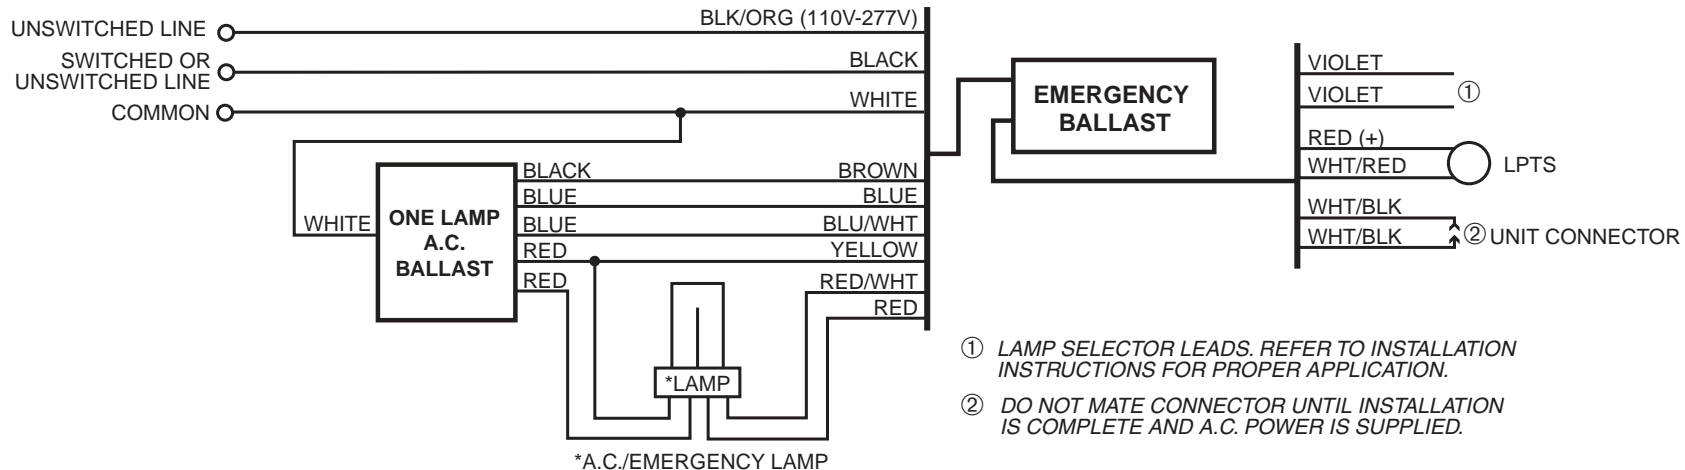 UNSWITCHED LINE
SWITCHED OR
UNSWITCHED LINE
COMMON
BLK/ORG (110V-277V)
BLACK
WHITE
WHITE
ONE LAMP
A.C.
BALLAST
BLACK
BLUE
BLUE
RED
RED
BROWN
BLUE
BLU/WHT
YELLOW
RED/WHT
RED
*LAMP
*A.C./EMERGENCY LAMP
EMERGENCY
BALLAST
VIOLET
VIOLET
①
RED (+)
WHT/RED
LPTS
WHT/BLK
WHT/BLK
② UNIT CONNECTOR
① LAMP SELECTOR LEADS. REFER TO INSTALLATION
INSTRUCTIONS FOR PROPER APPLICATION.
② DO NOT MATE CONNECTOR UNTIL INSTALLATION
IS COMPLETE AND A.C. POWER IS SUPPLIED.